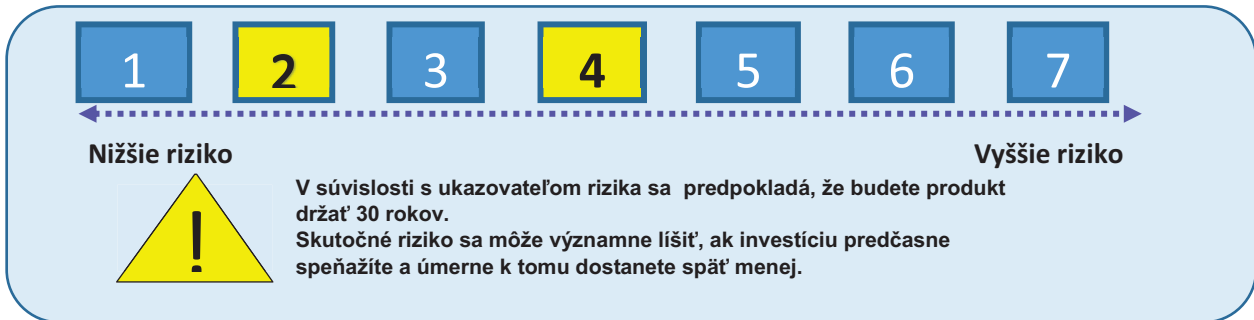 1 2 3 4 5 6 7
Nižšie riziko Vyššie riziko
!
V súvislosti s ukazovateľom rizika sa predpokladá, že budete produkt
držať 30 rokov.
Skutočné riziko sa môže významne líšiť, ak investíciu predčasne
speňažíte a úmerne k tomu dostanete späť menej.